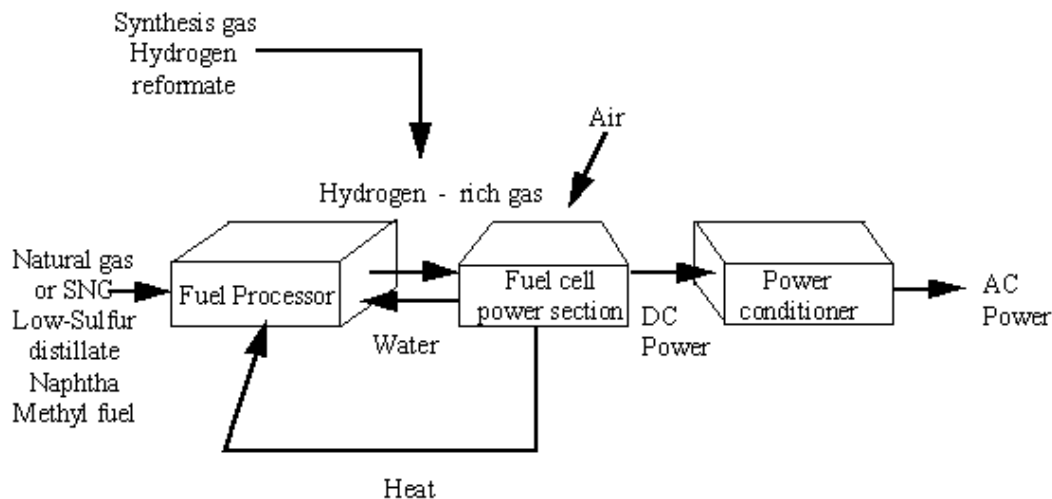 Synthesis gas
Hydrogen
reformate
Air
Hydrogen - rich gas
Natural gas
or SNG
Low-Sulfur
distillate
Naphtha
Methyl fuel
Fuel Processor
Water
Fuel cell
power section
DC
Power
Power
conditioner
AC
Power
Heat